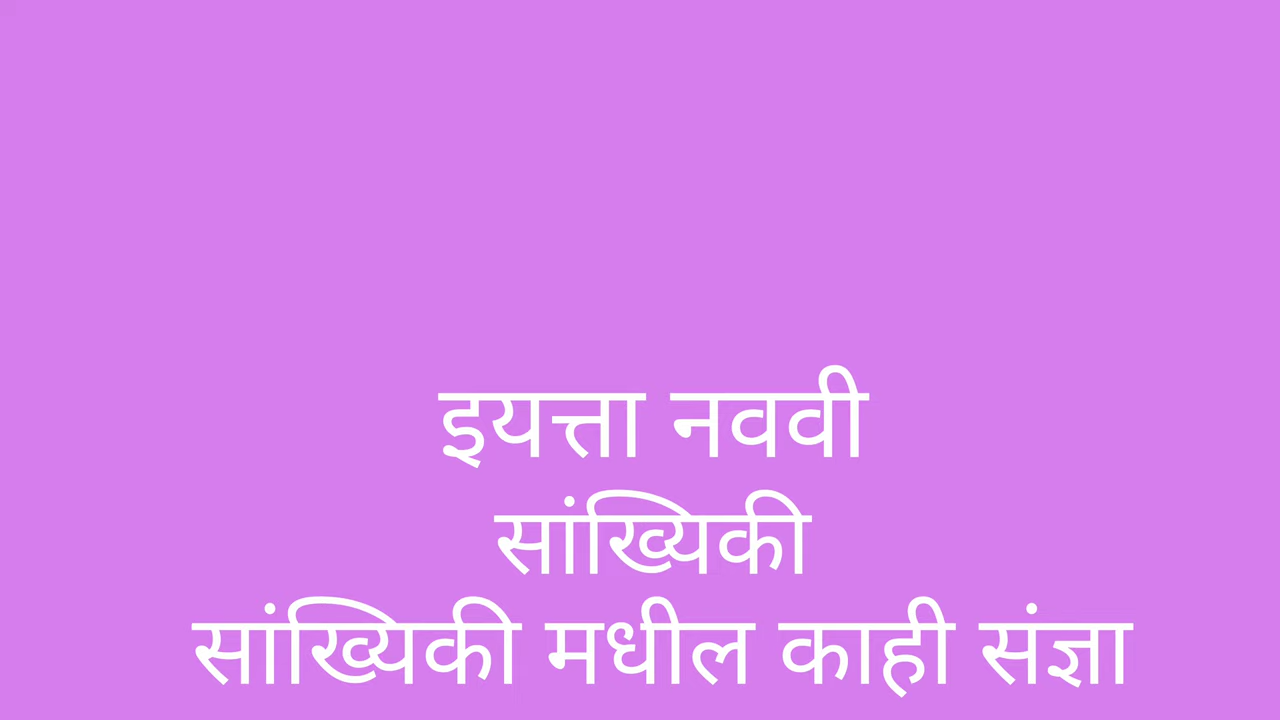 इयत्ता नववी
सांख्यिकी
सांख्यिकी मधील काही संज्ञा